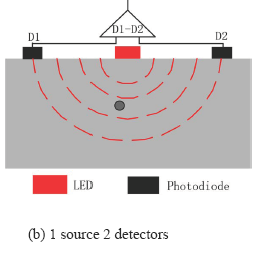 D1-D2
D1 D2
LED Photodiode
(b) 1 source 2 detectors